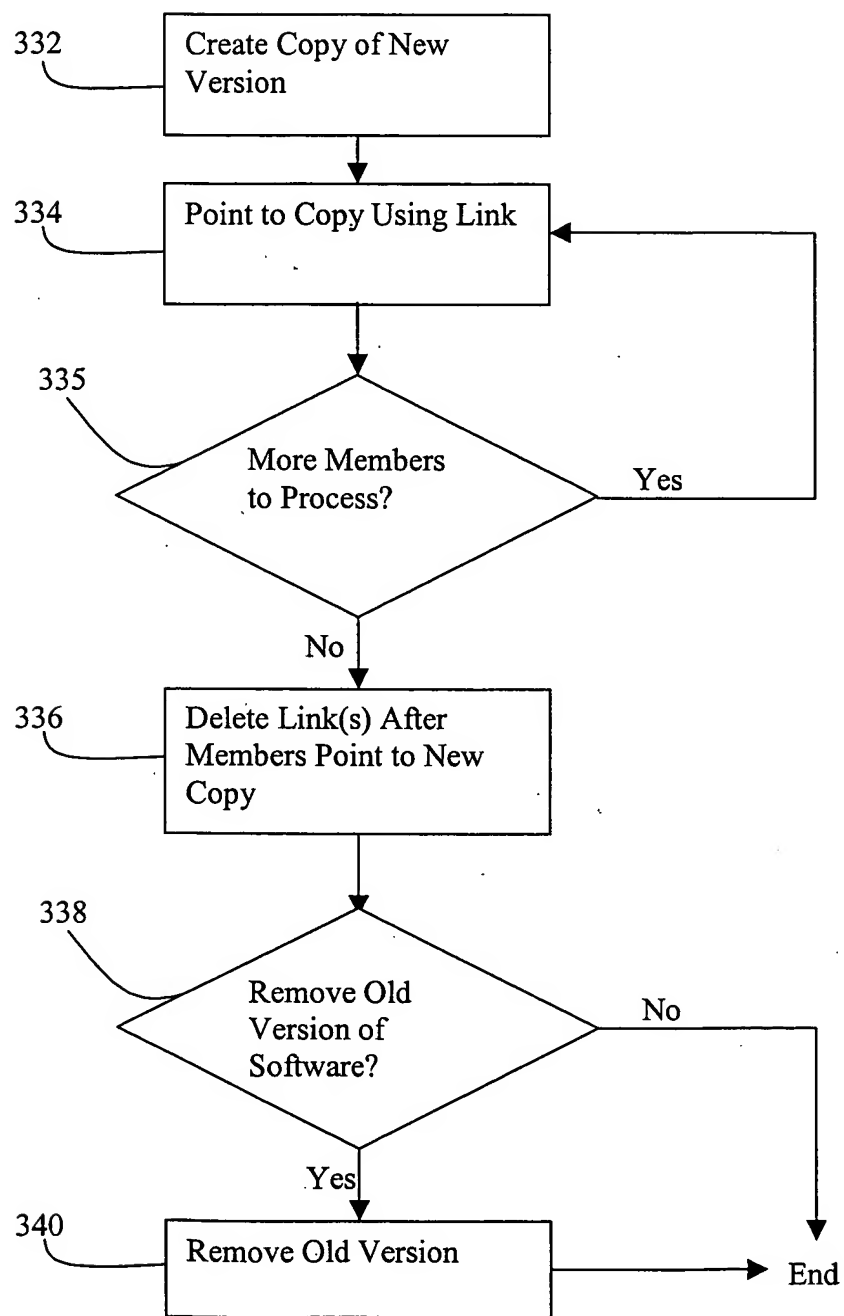 332
Create Copy of New
Version
334
Point to Copy Using Link
335
More Members
to Process?
Yes
No
336
Delete Link(s) After
Members Point to New
Copy
338
Remove Old
Version of
Software?
No
Yes
340
Remove Old Version
End